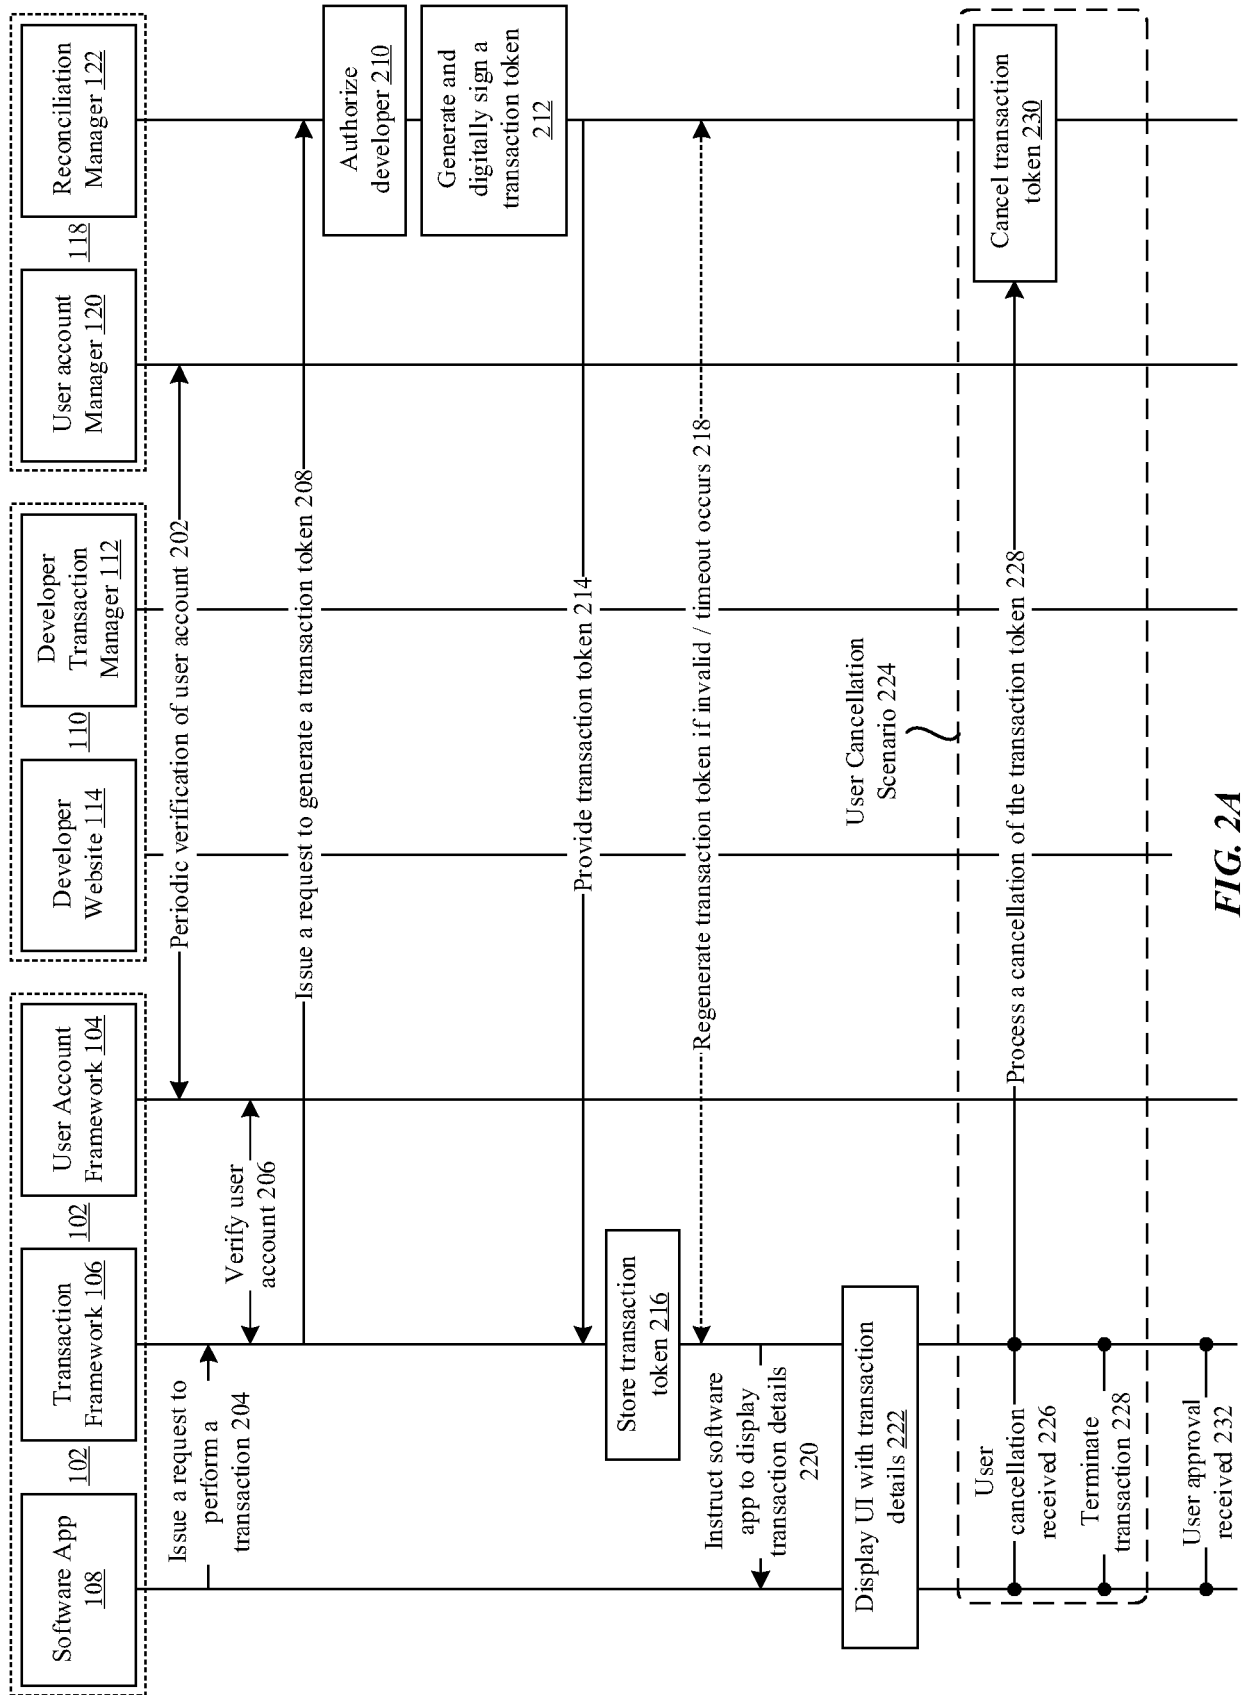 Software App
108
102
Transaction
Framework 106
102
User Account
Framework 104
Developer
Website 114
110
Developer
Transaction
Manager 112
User account
Manager 120
118
Reconciliation
Manager 122
Periodic verification of user account 202
Issue a request to
perform a
transaction 204
Verify user
account 206
Issue a request to generate a transaction token 208
Authorize
developer 210
Generate and
digitally sign a
transaction token
212
Provide transaction token 214
Store transaction
token 216
Regenerate transaction token if invalid / timeout occurs 218
Instruct software
app to display
transaction details
220
Display UI with transaction
details 222
User Cancellation
Scenario 224
User
cancellation
received 226
Process a cancellation of the transaction token 228
Cancel transaction
token 230
Terminate
transaction 228
User approval
received 232
FIG. 2A